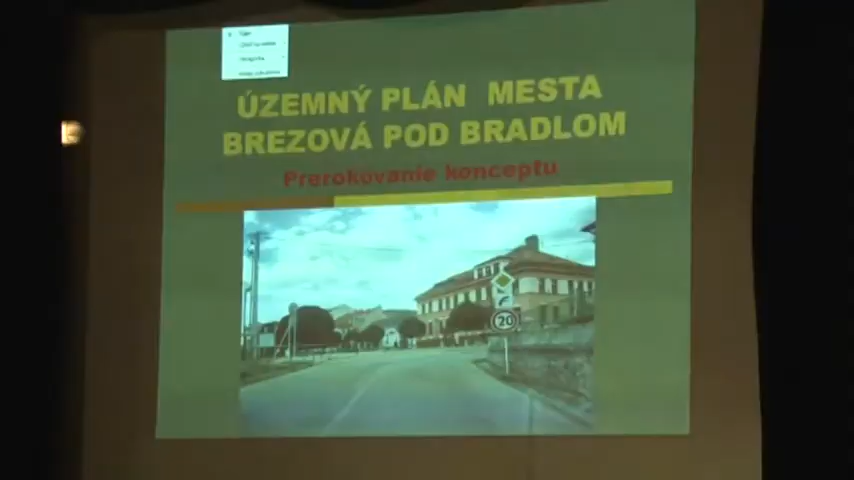 ÚZEMNÝ PLÁN MESTA
BREZOVÁ POD BRADLOM
Prerokovanie konceptu
20